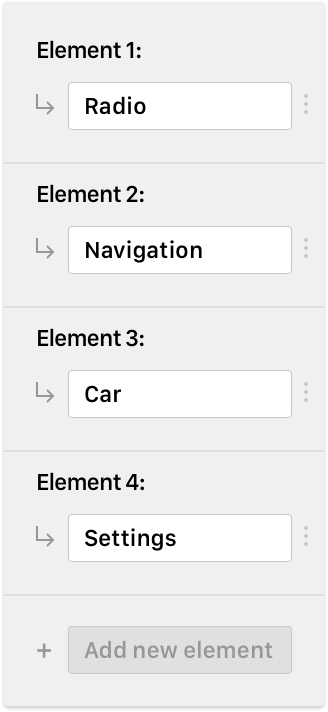 Element 1:
Radio
Element 2:
Navigation
Element 3:
Car
Element 4:
Settings
+ Add new element